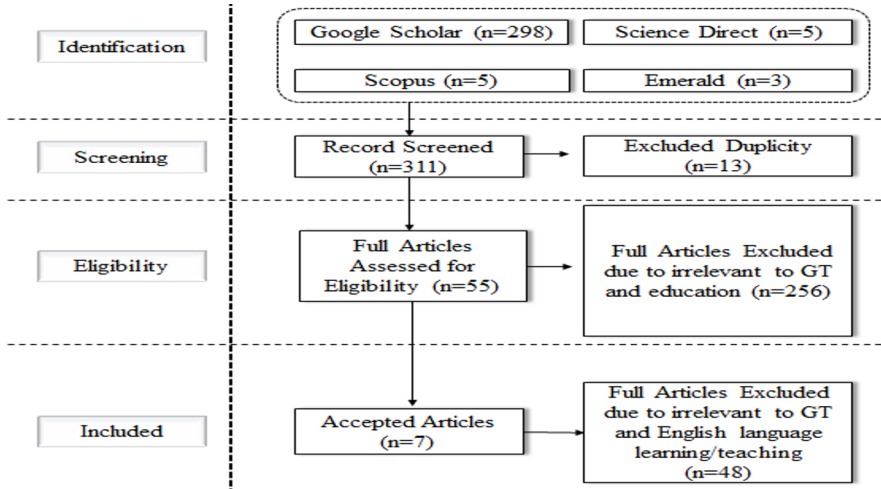 Identification
Google Scholar (n=298)
Science Direct (n=5)
Scopus (n=5)
Emerald (n=3)
Screening
Record Screened
(n=311)
Excluded Duplicity
(n=13)
Eligibility
Full Articles
Assessed for
Eligibility (n=55)
Full Articles Excluded
due to irrelevant to GT
and education (n=256)
Included
Accepted Articles
(n=7)
Full Articles Excluded
due to irrelevant to GT
and English language
learning/teaching
(n=48)